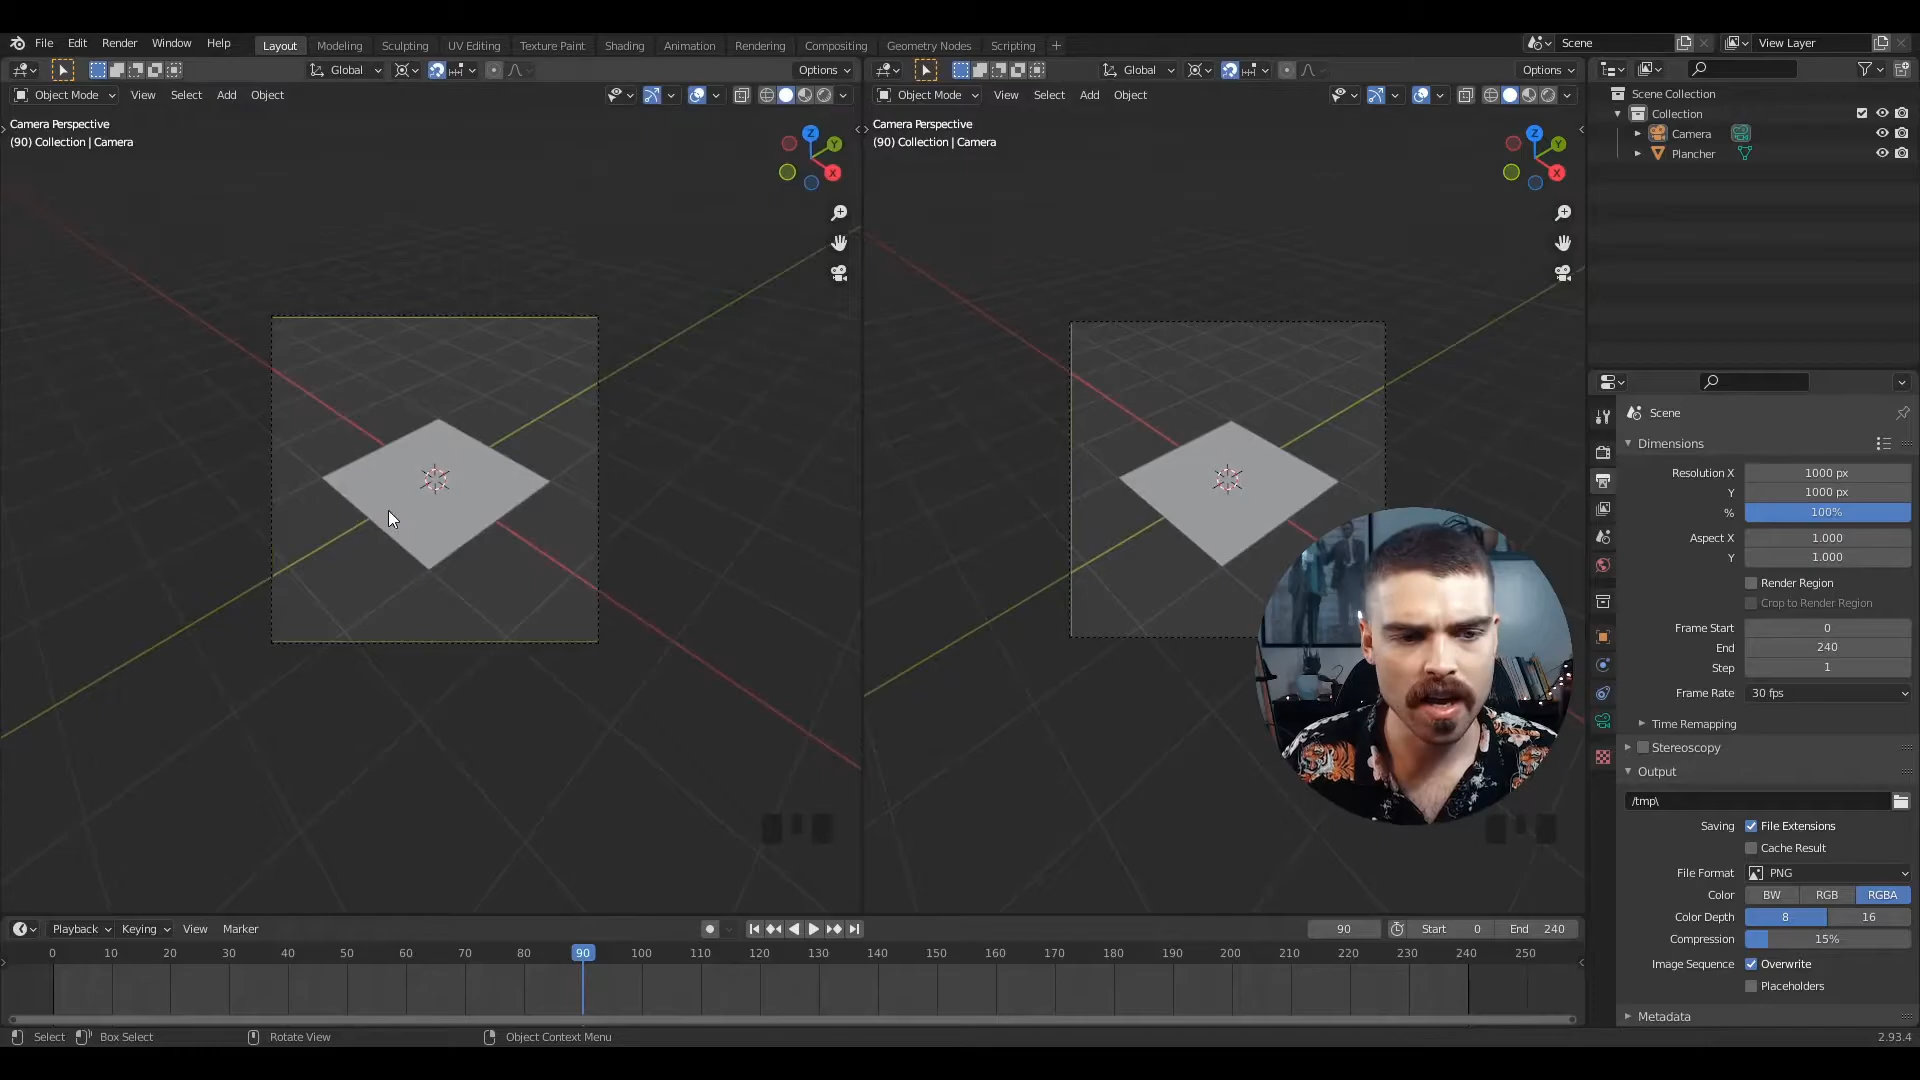 File Edit Render Window Help Layout Modeling Sculpting UV Editing Texture Paint Shading Animation Rendering Compositing Geometry Nodes Scripting + Scene View Layer
Global Options Global Options
Object Mode View Select Add Object Object Mode View Select Add Object
Camera Perspective
(90) Collection | Camera
Z
Y
X
Camera Perspective
(90) Collection | Camera
Z
Y
X
Scene Collection
Collection
Camera
Plancher
Scene
Dimensions
Resolution X 1000 px
Y 1000 px
% 100%
Aspect X 1.000
Y 1.000
Render Region
Crop to Render Region
Frame Start 0
End 240
Step 1
Frame Rate 30 fps
Time Remapping
Stereoscopy
Output
/tmp\
Saving File Extensions
Cache Result
File Format PNG
Color BW RGB RGBA
Color Depth 8 16
Compression 15%
Image Sequence Overwrite
Placeholders
Metadata
Playback Keying View Marker 90 Start 0 End 240
0 10 20 30 40 50 60 70 80 90 100 110 120 130 140 150 160 170 180 190 200 210 220 230 240 250
Select Box Select Rotate View Object Context Menu 2.93.4